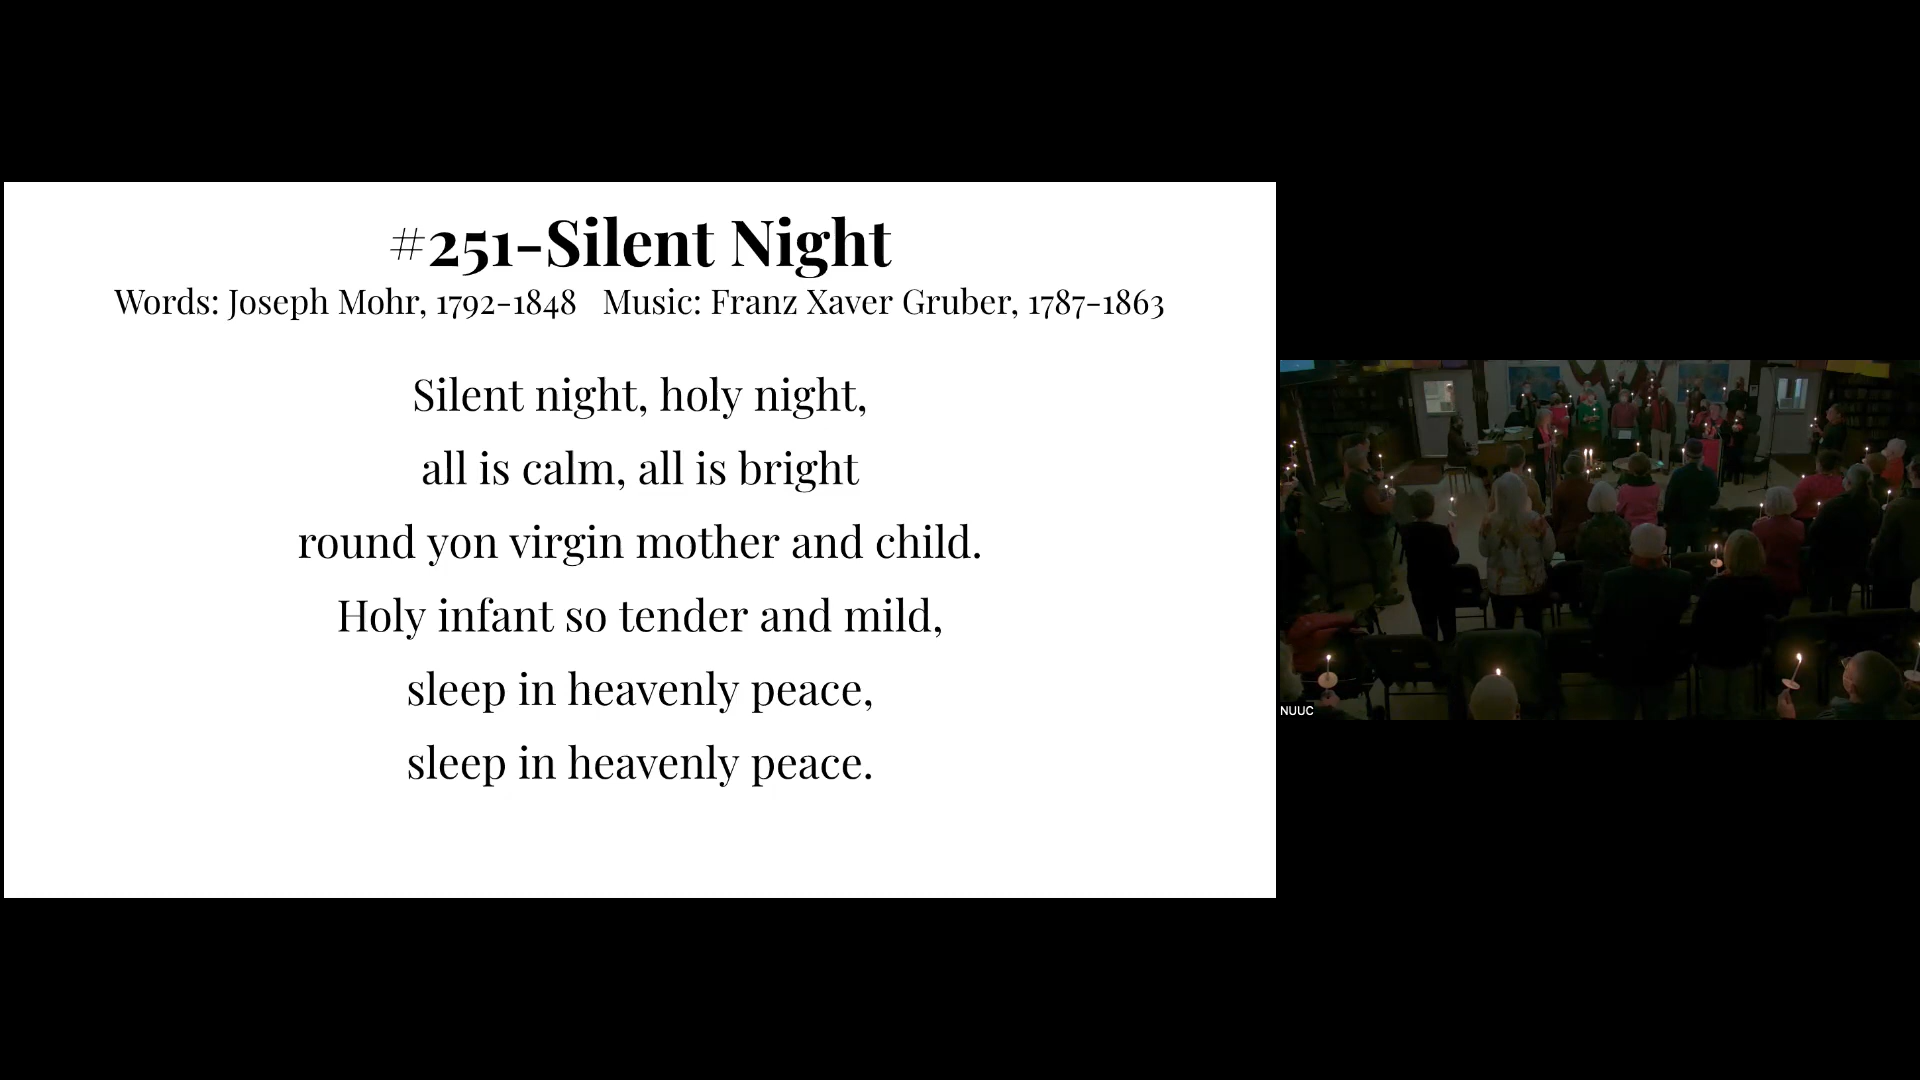 #251-Silent Night
Words: Joseph Mohr, 1792-1848 Music: Franz Xaver Gruber, 1787-1863
Silent night, holy night,
all is calm, all is bright
round yon virgin mother and child.
Holy infant so tender and mild,
sleep in heavenly peace,
sleep in heavenly peace.
NUUC